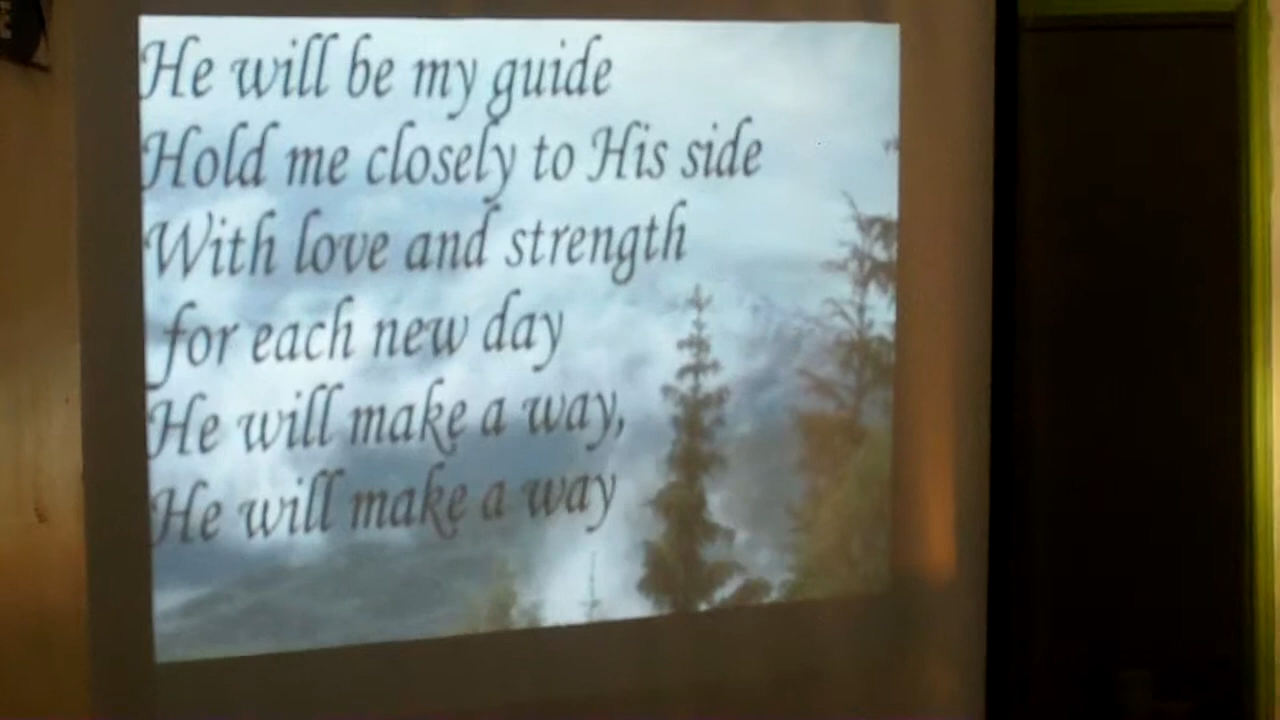 He will be my guide
Hold me closely to His side
With love and strength
for each new day
He will make a way,
He will make a way